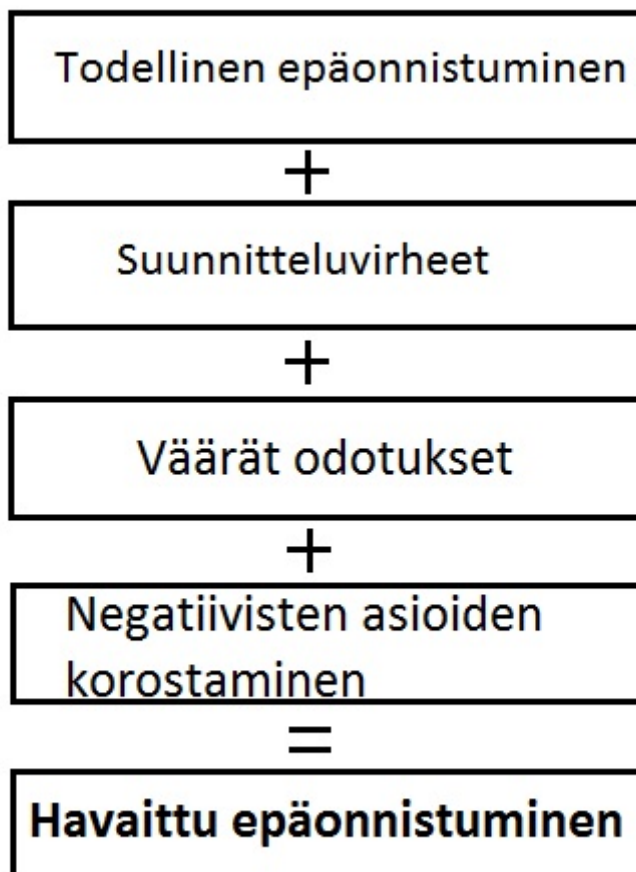 Todellinen epäonnistuminen
+
Suunnitteluvirheet
+
Väärät odotukset
+
Negatiivisten asioiden
korostaminen
=
Havaittu epäonnistuminen